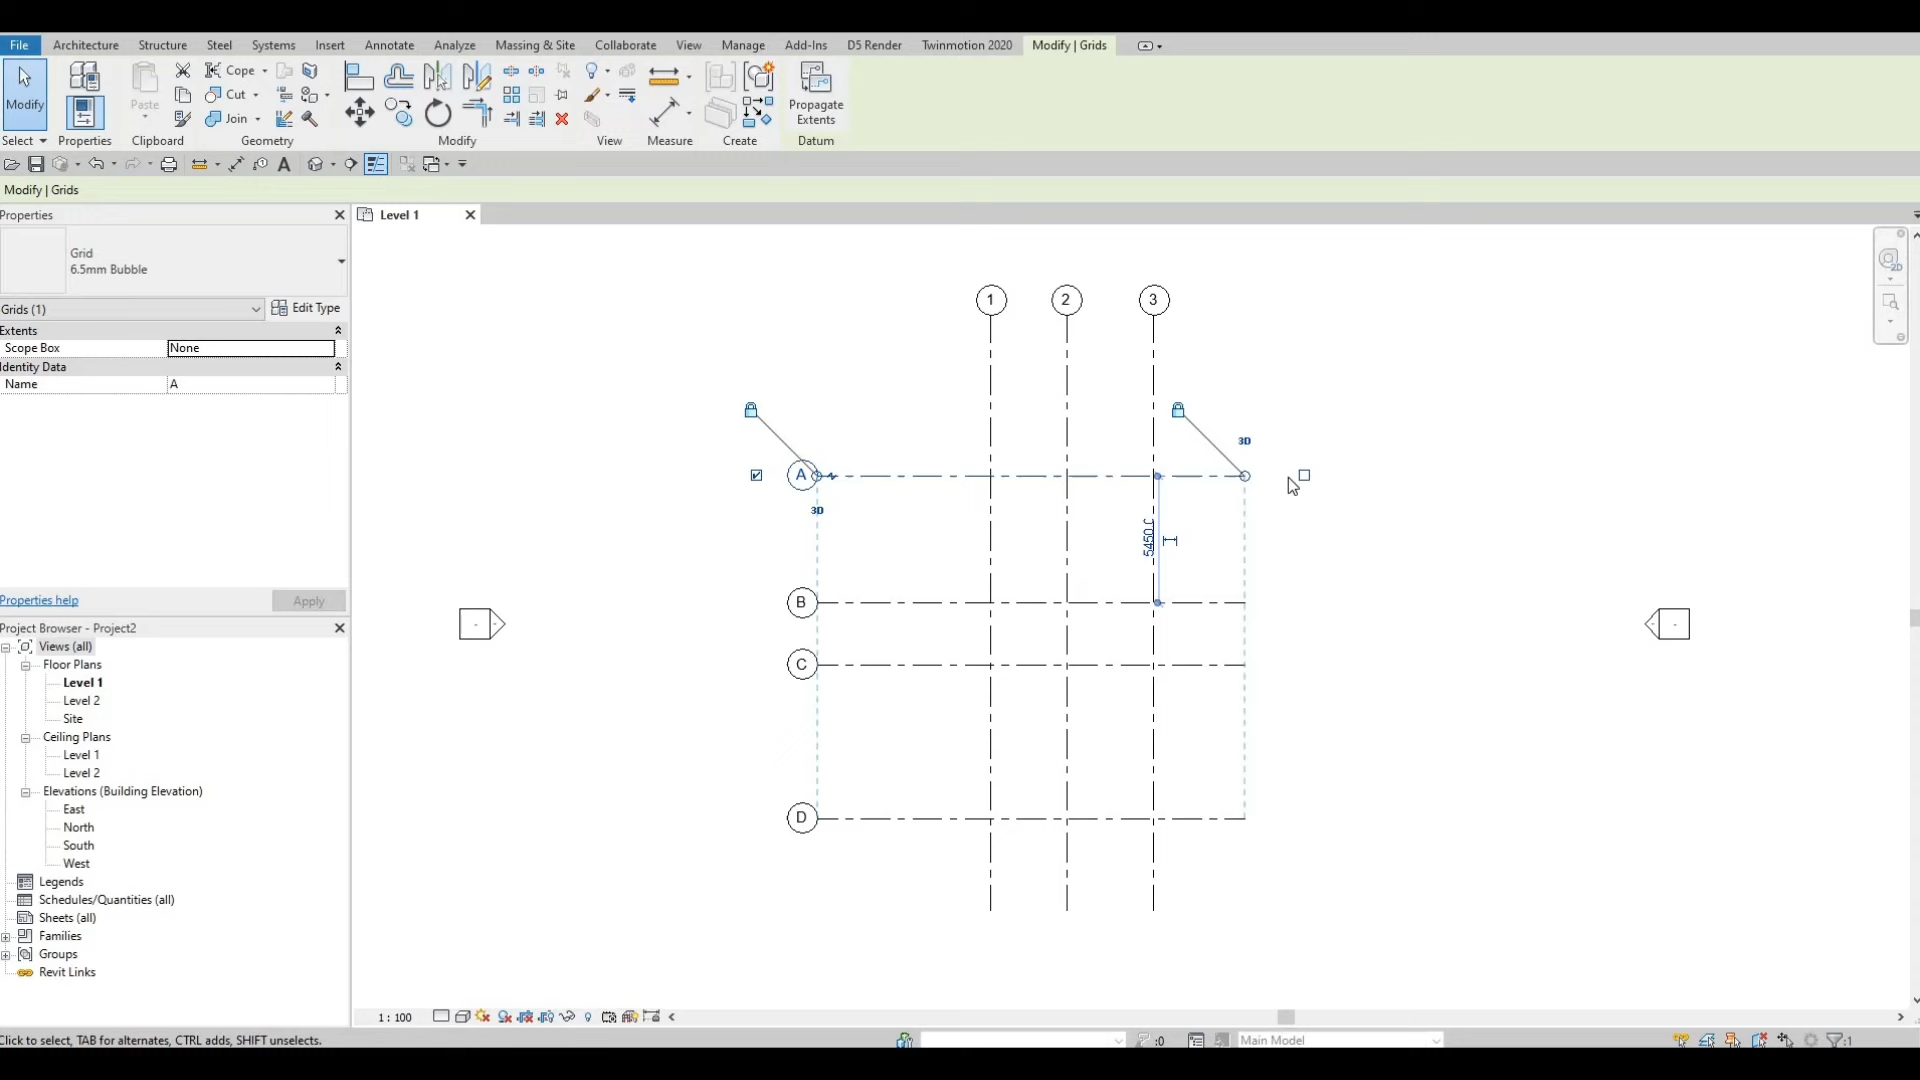 File Architecture Structure Steel Systems Insert Annotate Analyze Massing & Site Collaborate View Manage Add-Ins D5 Render Twinmotion 2020 Modify | Grids
Modify Paste Cope Cut Join Propagate Extents
Select Properties Clipboard Geometry Modify View Measure Create Datum
A
Modify | Grids
Properties
Level 1
2D
Grid
6.5mm Bubble
Grids (1)
Edit Type
Extents
Scope Box None
Identity Data
Name A
Properties help
Apply
Project Browser - Project2
Views (all)
Floor Plans
Level 1
Level 2
Site
Ceiling Plans
Level 1
Level 2
Elevations (Building Elevation)
East
North
South
West
Legends
Schedules/Quantities (all)
Sheets (all)
Families
Groups
Revit Links
1 2 3
3D
A
3D
B
C
D
1 : 100
Click to select, TAB for alternates, CTRL adds, SHIFT unselects.
:0
Main Model
:1